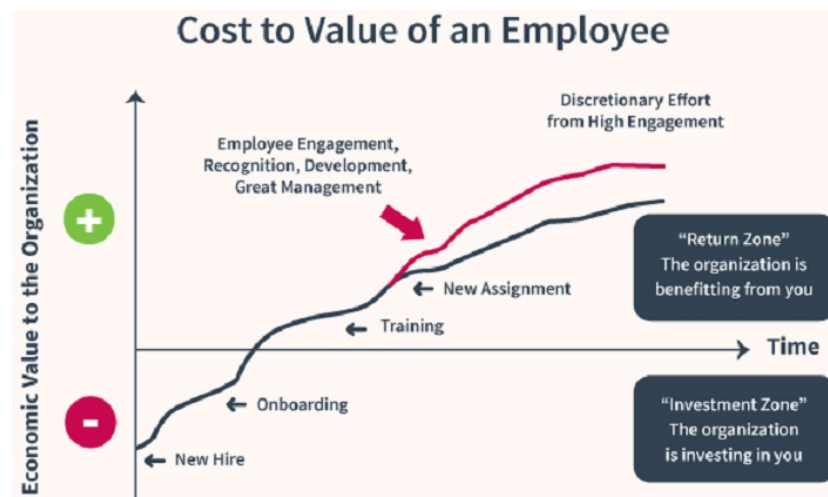 Cost to Value of an Employee
Economic Value to the Organization
+
-
Employee Engagement,
Recognition, Development,
Great Management
Discretionary Effort
from High Engagement
← New Assignment
← Training
← Onboarding
← New Hire
Time
“Return Zone”
The organization is
benefitting from you
“Investment Zone”
The organization
is investing in you